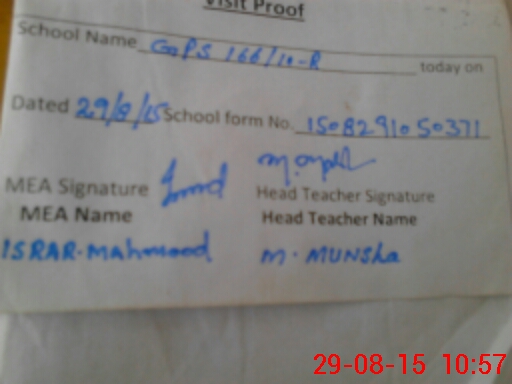 Visit Proof
School Name GGPS 166/10-R today on
Dated 29/8/15 School form No. 15082910 50371
MEA Signature Head Teacher Signature
MEA Name Head Teacher Name
ISRAR. Mahmood M. MUNSha
29-08-15 10:57